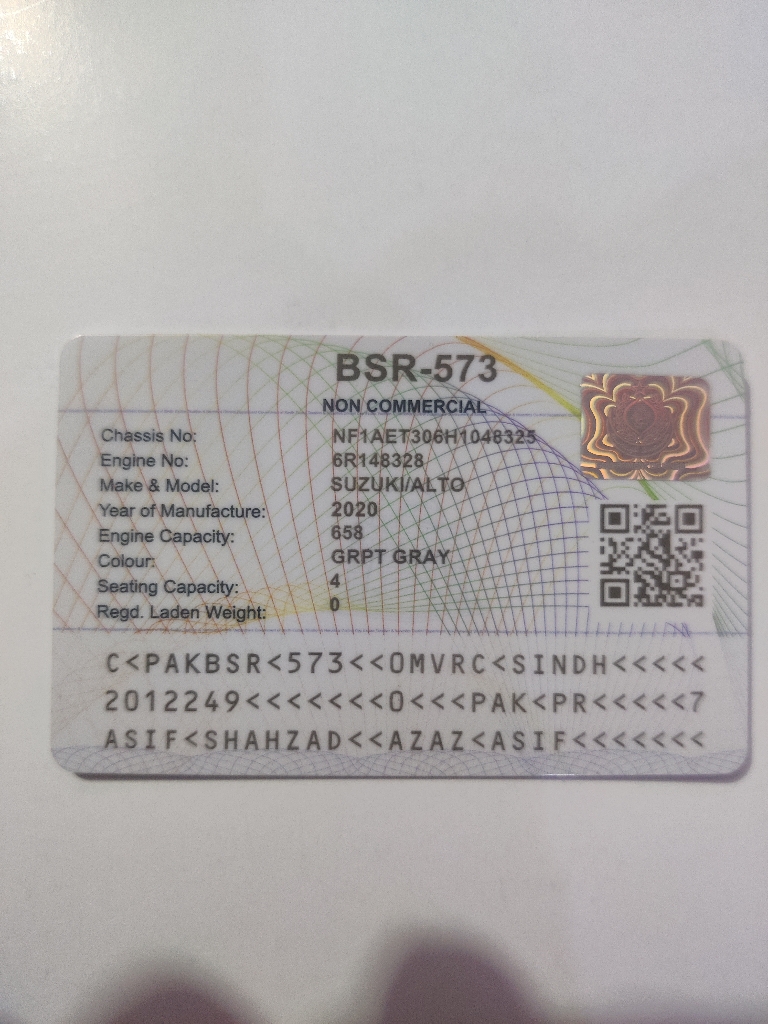 BSR-573
NON COMMERCIAL
Chassis No: NF1AET306H1048325
Engine No: 6R148328
Make & Model: SUZUKI/ALTO
Year of Manufacture: 2020
Engine Capacity: 658
Colour: GRPT GRAY
Seating Capacity: 4
Regd. Laden Weight: 0
C<PAKBSR<573<<OMVRC<SINDH<<<<<
2012249<<<<<<<O<<<PAK<PR<<<<<7
ASIF<SHAHZAD<<AZAZ<ASIF<<<<<<<